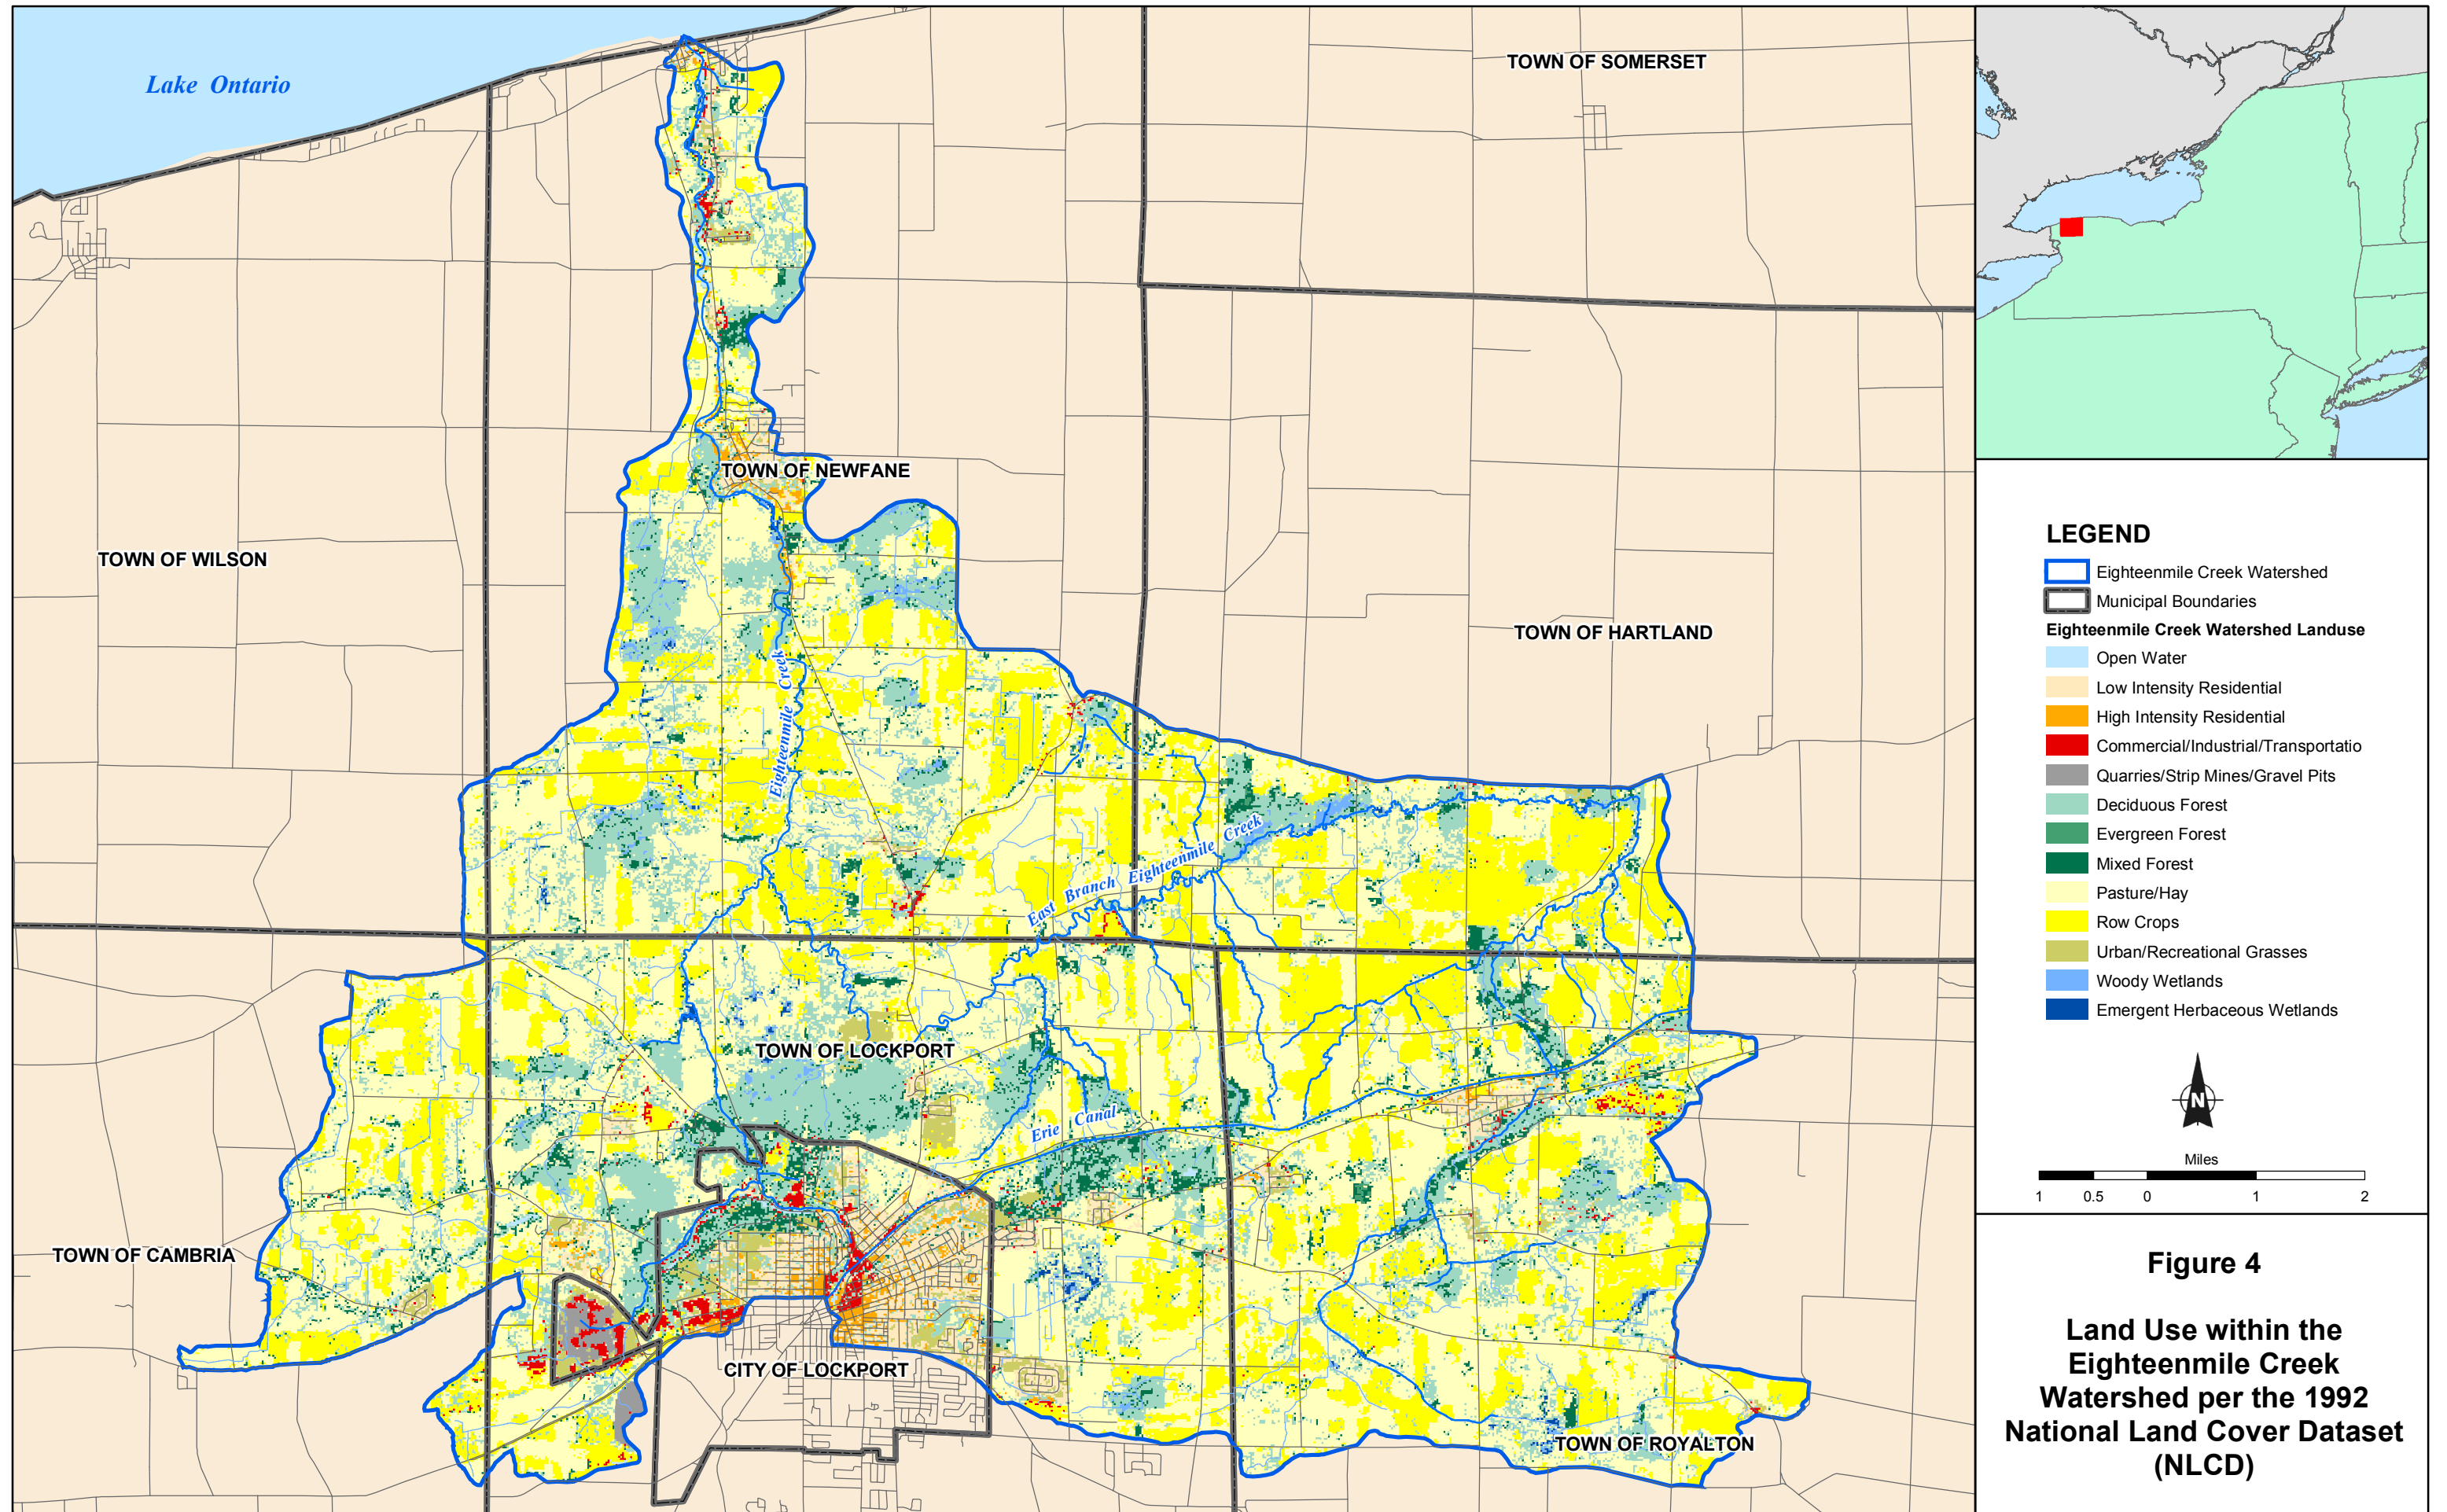 Lake Ontario
TOWN OF SOMERSET
TOWN OF NEWFANE
TOWN OF WILSON
TOWN OF HARTLAND
Eighteenmile Creek
East Branch Eighteenmile Creek
TOWN OF LOCKPORT
Erie Canal
TOWN OF CAMBRIA
CITY OF LOCKPORT
TOWN OF ROYALTON
LEGEND
Eighteenmile Creek Watershed
Municipal Boundaries
Eighteenmile Creek Watershed Landuse
Open Water
Low Intensity Residential
High Intensity Residential
Commercial/Industrial/Transportatio
Quarries/Strip Mines/Gravel Pits
Deciduous Forest
Evergreen Forest
Mixed Forest
Pasture/Hay
Row Crops
Urban/Recreational Grasses
Woody Wetlands
Emergent Herbaceous Wetlands
N
Miles
1 0.5 0 1 2
Figure 4
Land Use within the
Eighteenmile Creek
Watershed per the 1992
National Land Cover Dataset
(NLCD)